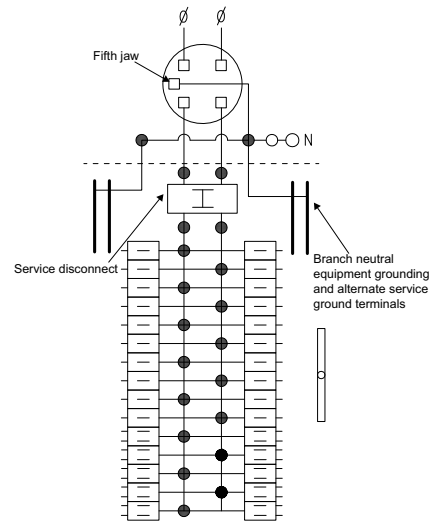 Ø Ø
Fifth jaw
N
Service disconnect
Branch neutral
equipment grounding
and alternate service
ground terminals